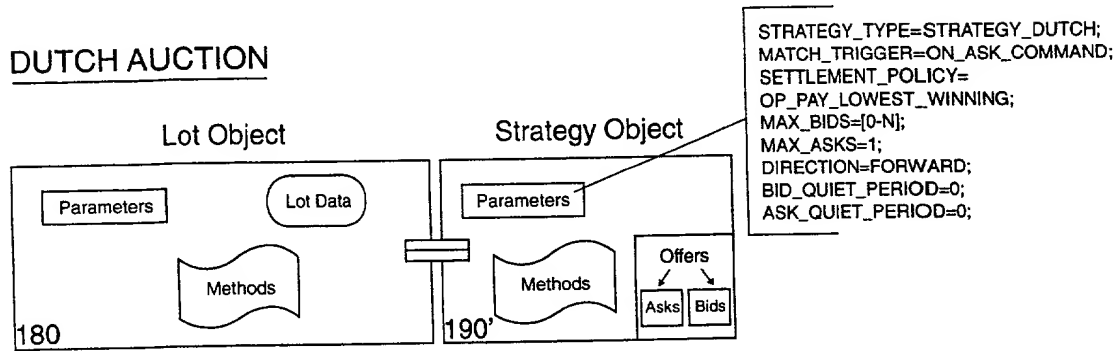 DUTCH AUCTION
STRATEGY_TYPE=STRATEGY_DUTCH;
MATCH_TRIGGER=ON_ASK_COMMAND;
SETTLEMENT_POLICY=
OP_PAY_LOWEST_WINNING;
MAX_BIDS=[0-N];
MAX_ASKS=1;
DIRECTION=FORWARD;
BID_QUIET_PERIOD=0;
ASK_QUIET_PERIOD=0;
Lot Object
Parameters
Lot Data
Methods
180
Strategy Object
Parameters
Methods
Offers
Asks
Bids
190'